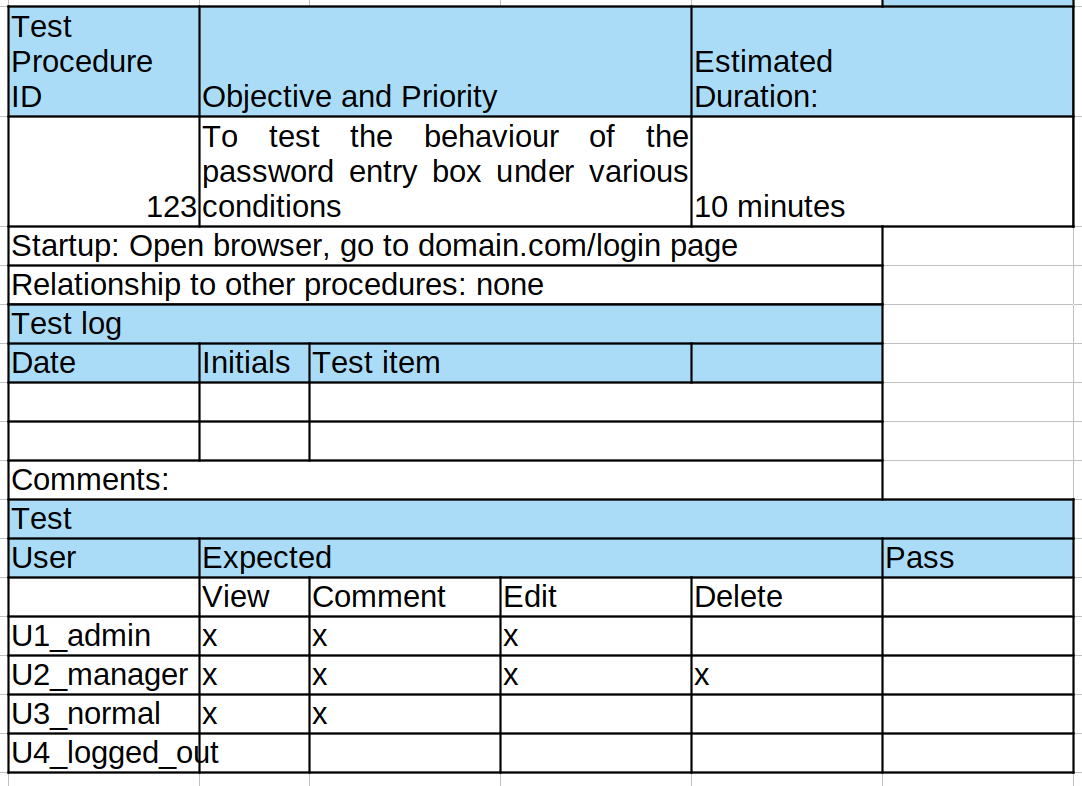 Test
Procedure
ID
Objective and Priority
Estimated
Duration:
123
To test the behaviour of the
password entry box under various
conditions
10 minutes
Startup: Open browser, go to domain.com/login page
Relationship to other procedures: none
Test log
Date Initials Test item
Comments:
Test
User Expected Pass
View Comment Edit Delete
U1_admin x x x
U2_manager x x x x
U3_normal x x
U4_logged_out